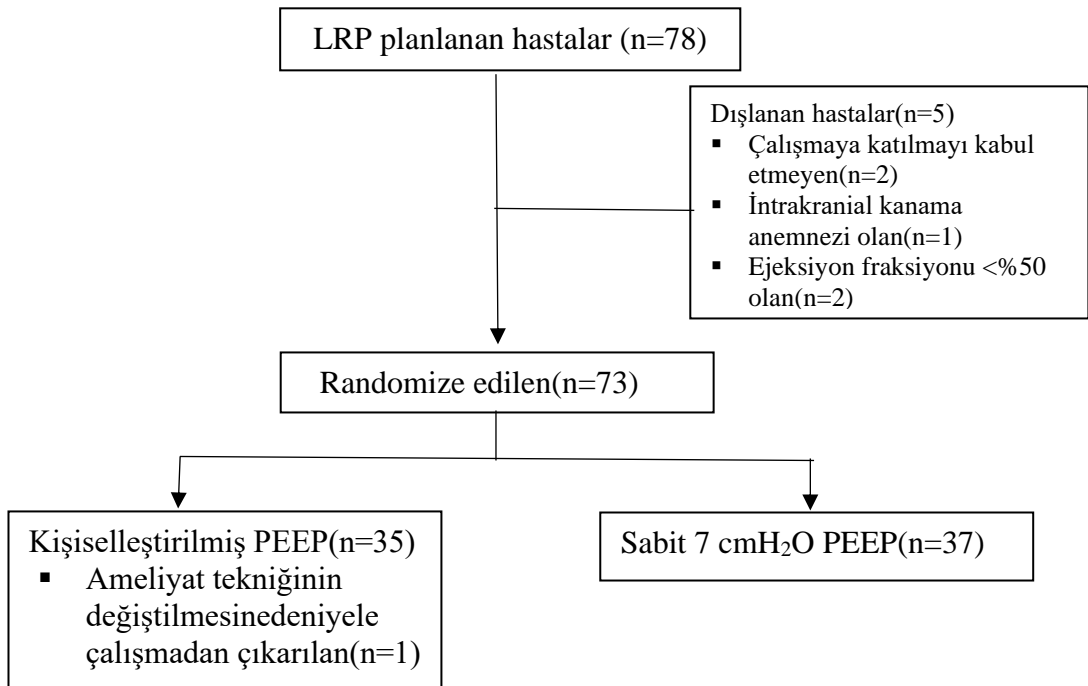 LRP planlanan hastalar (n=78)
Dışlanan hastalar(n=5)
▪ Çalışmaya katılmayı kabul
etmeyen(n=2)
▪ İntrakranial kanama
anemnezi olan(n=1)
▪ Ejeksiyon fraksiyonu <%50
olan(n=2)
Randomize edilen(n=73)
Kişiselleştirilmiş PEEP(n=35)
▪ Ameliyat tekniğinin
değiştilmesinedeniyele
çalışmadan çıkarılan(n=1)
Sabit 7 cmH₂O PEEP(n=37)